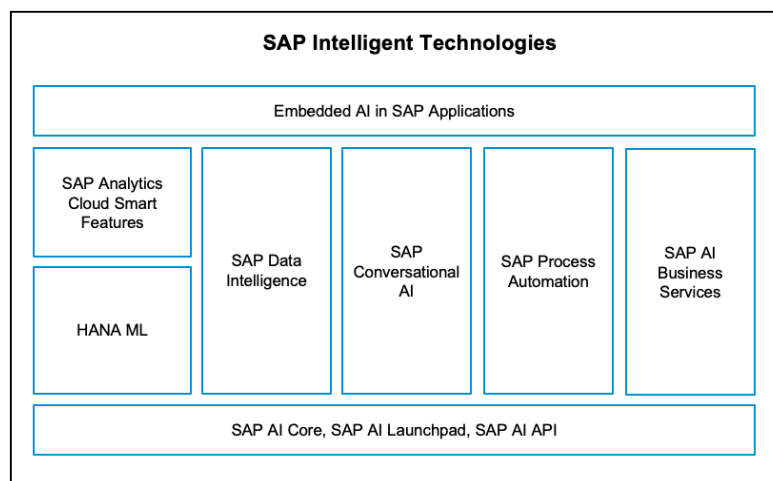 SAP Intelligent Technologies
Embedded AI in SAP Applications
SAP Analytics
Cloud Smart
Features
HANA ML
SAP Data
Intelligence
SAP
Conversational
AI
SAP Process
Automation
SAP AI
Business
Services
SAP AI Core, SAP AI Launchpad, SAP AI API